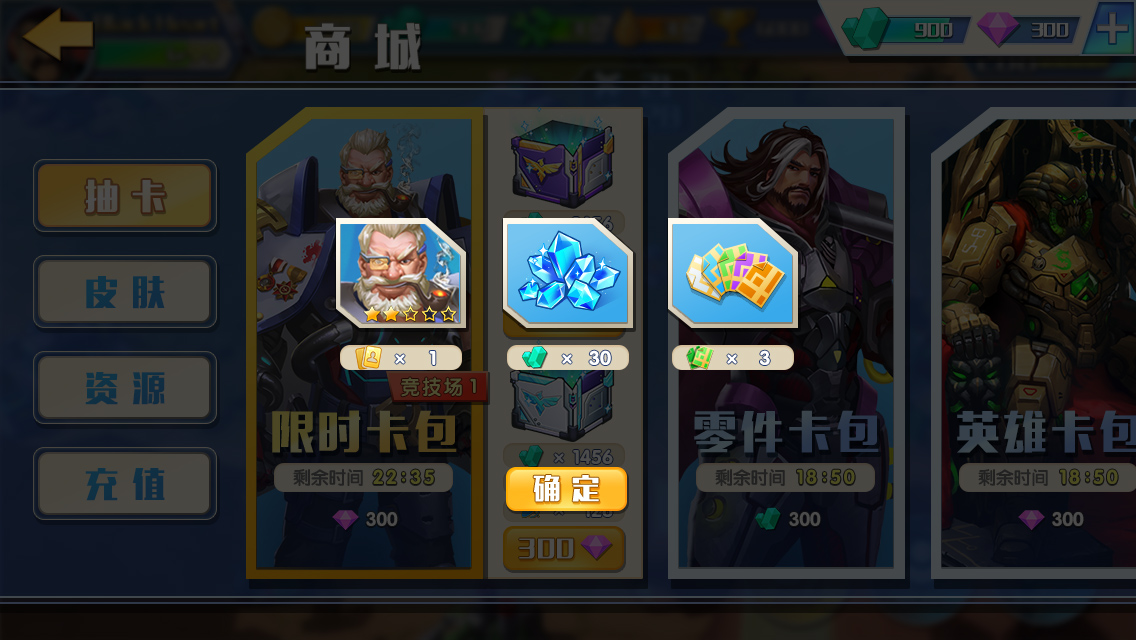 商城
900
300
抽卡
皮肤
资源
充值
× 1
× 30
× 3
竞技场 1
限时卡包
零件卡包
英雄卡包
剩余时间 22:35
× 1456
剩余时间 18:50
剩余时间 18:50
确定
300
300
300
300